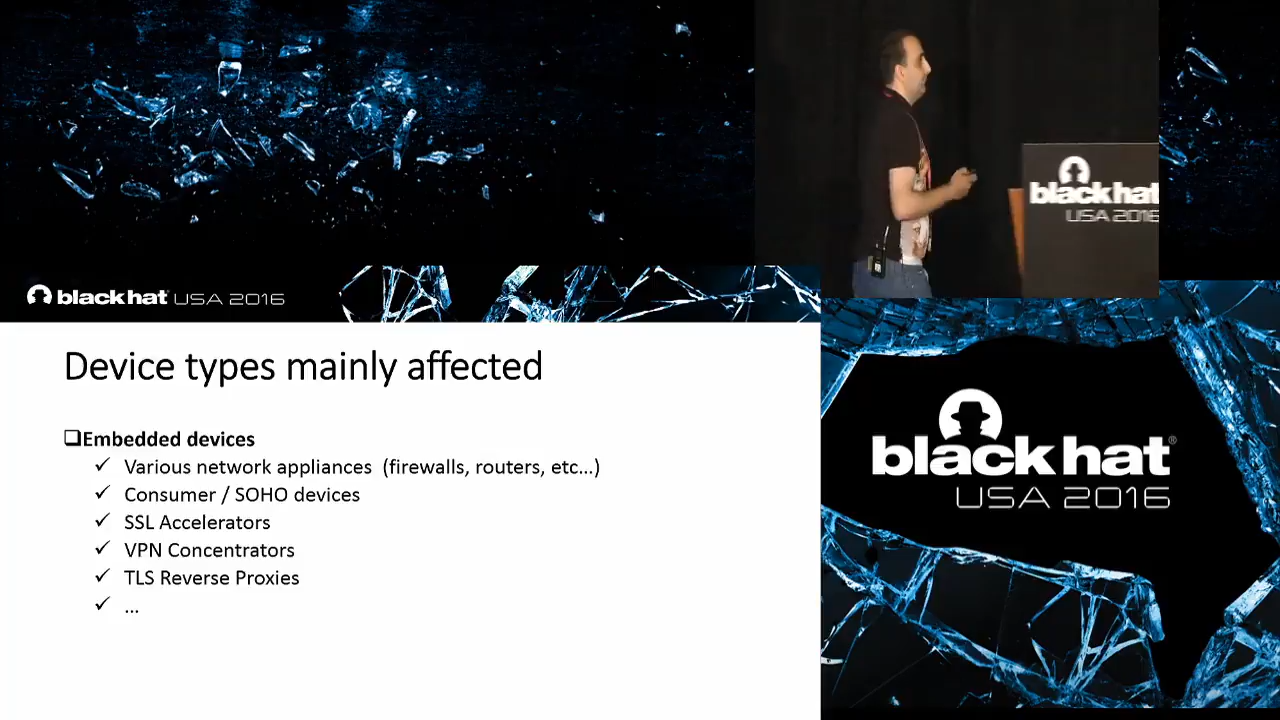 black hat
USA 2016
black hat USA 2016
Device types mainly affected
❑Embedded devices
✓ Various network appliances (firewalls, routers, etc...)
✓ Consumer / SOHO devices
✓ SSL Accelerators
✓ VPN Concentrators
✓ TLS Reverse Proxies
✓ ...
black hat®
USA 2016